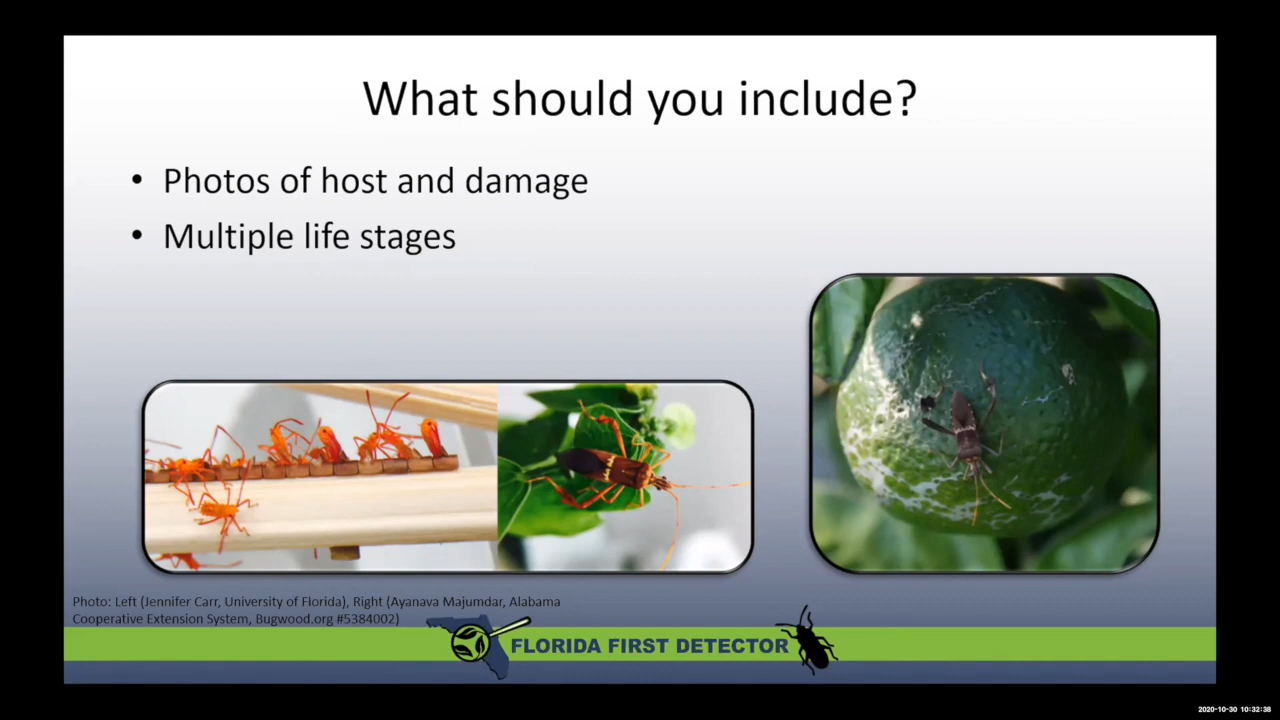 What should you include?
• Photos of host and damage
• Multiple life stages
Photo: Left (Jennifer Carr, University of Florida), Right (Ayanava Majumdar, Alabama
Cooperative Extension System, Bugwood.org #5384002)
FLORIDA FIRST DETECTOR
2020-10-30 10:32:38